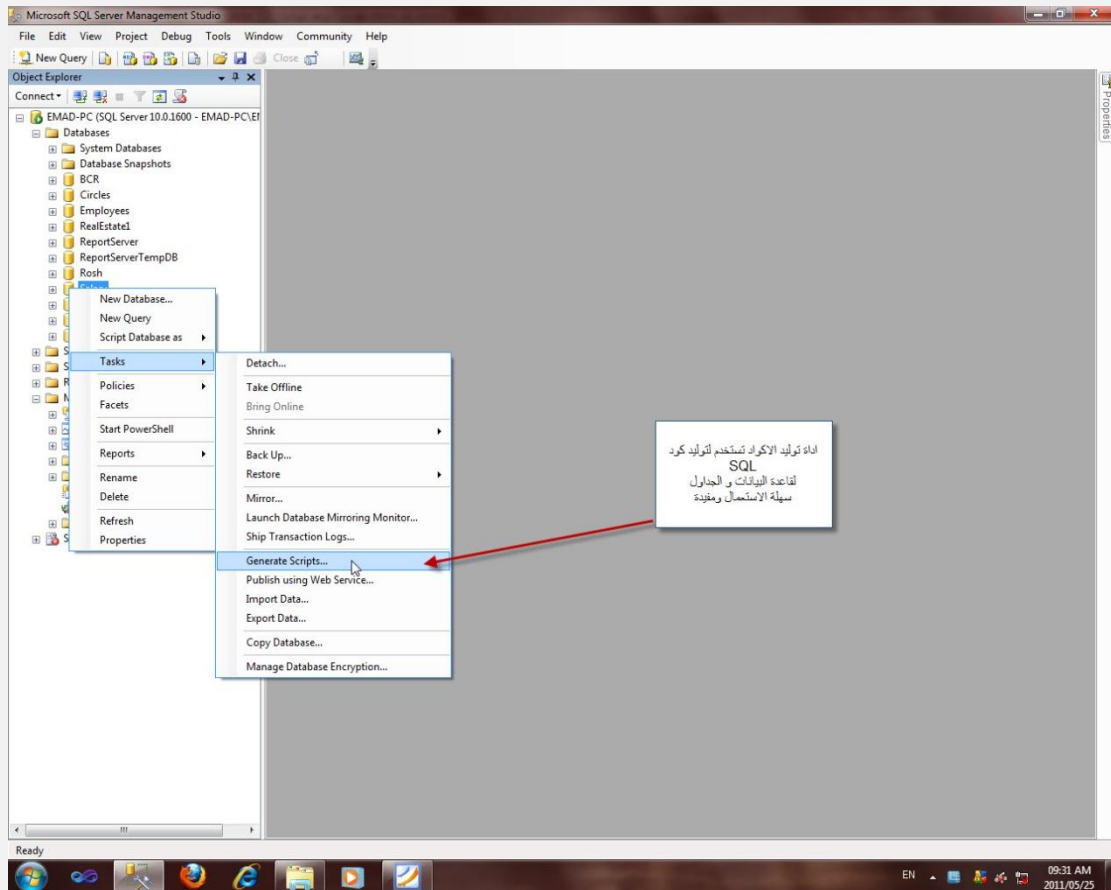 Microsoft SQL Server Management Studio
File Edit View Project Debug Tools Window Community Help
New Query Close
Object Explorer
Connect
EMAD-PC (SQL Server 10.0.1600 - EMAD-PC\
Databases
System Databases
Database Snapshots
BCR
Circles
Employees
RealEstate1
ReportServer
ReportServerTempDB
Rosh
New Database...
New Query
Script Database as
Tasks
Policies
Facets
Start PowerShell
Reports
Rename
Delete
Refresh
Properties
Detach...
Take Offline
Bring Online
Shrink
Back Up...
Restore
Mirror...
Launch Database Mirroring Monitor...
Ship Transaction Logs...
Generate Scripts...
Publish using Web Service...
Import Data...
Export Data...
Copy Database...
Manage Database Encryption...
اداة توليد الاكواد تستخدم لتوليد كود
SQL
لقاعدة البيانات و الجداول
سهلة الاستعمال ومفيدة
Properties
Ready
EN
09:31 AM
2011/05/25